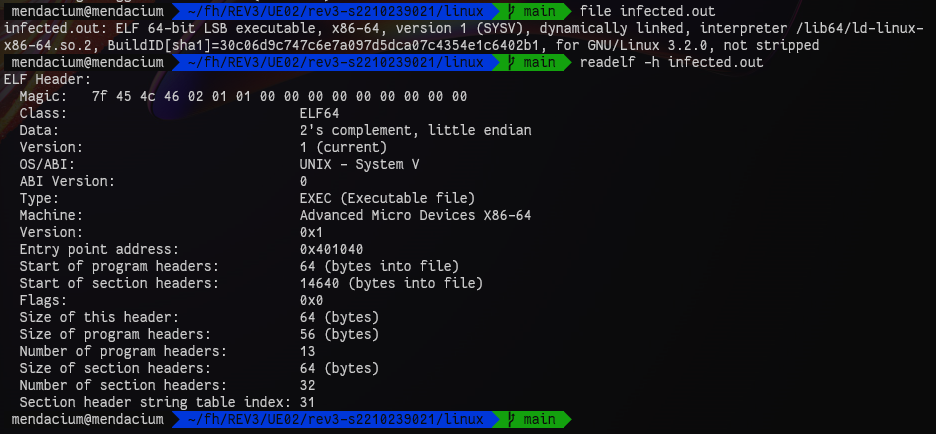 mendacium@mendacium ~/fh/REV3/UE02/rev3-s2210239021/linux main file infected.out
infected.out: ELF 64-bit LSB executable, x86-64, version 1 (SYSV), dynamically linked, interpreter /lib64/ld-linux-
x86-64.so.2, BuildID[sha1]=30c06d9c747c6e7a097d5dca07c4354e1c6402b1, for GNU/Linux 3.2.0, not stripped
mendacium@mendacium ~/fh/REV3/UE02/rev3-s2210239021/linux main readelf -h infected.out
ELF Header:
Magic: 7f 45 4c 46 02 01 01 00 00 00 00 00 00 00 00 00
Class: ELF64
Data: 2's complement, little endian
Version: 1 (current)
OS/ABI: UNIX - System V
ABI Version: 0
Type: EXEC (Executable file)
Machine: Advanced Micro Devices X86-64
Version: 0x1
Entry point address: 0x401040
Start of program headers: 64 (bytes into file)
Start of section headers: 14640 (bytes into file)
Flags: 0x0
Size of this header: 64 (bytes)
Size of program headers: 56 (bytes)
Number of program headers: 13
Size of section headers: 64 (bytes)
Number of section headers: 32
Section header string table index: 31
mendacium@mendacium ~/fh/REV3/UE02/rev3-s2210239021/linux main